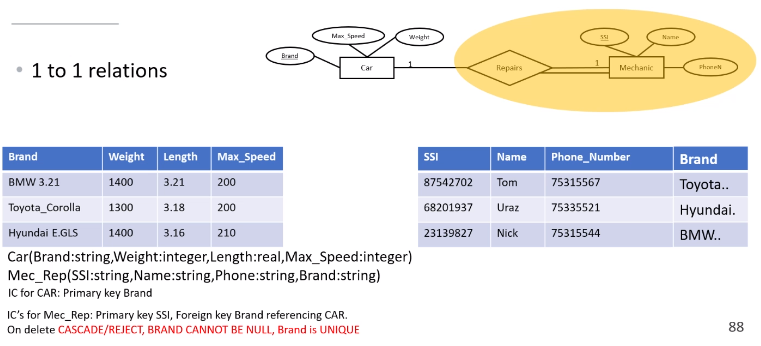 • 1 to 1 relations
Max_Speed
Weight
Brand
Car
1
Repairs
1
SSI
Name
Mechanic
PhoneN
Brand Weight Length Max_Speed
BMW 3.21 1400 3.21 200
Toyota_Corolla 1300 3.18 200
Hyundai E.GLS 1400 3.16 210
SSI Name Phone_Number Brand
87542702 Tom 75315567 Toyota..
68201937 Uraz 75335521 Hyundai.
23139827 Nick 75315544 BMW..
Car(Brand:string,Weight:integer,Length:real,Max_Speed:integer)
Mec_Rep(SSI:string,Name:string,Phone:string,Brand:string)
IC for CAR: Primary key Brand
IC's for Mec_Rep: Primary key SSI, Foreign key Brand referencing CAR.
On delete CASCADE/REJECT, BRAND CANNOT BE NULL, Brand is UNIQUE
88